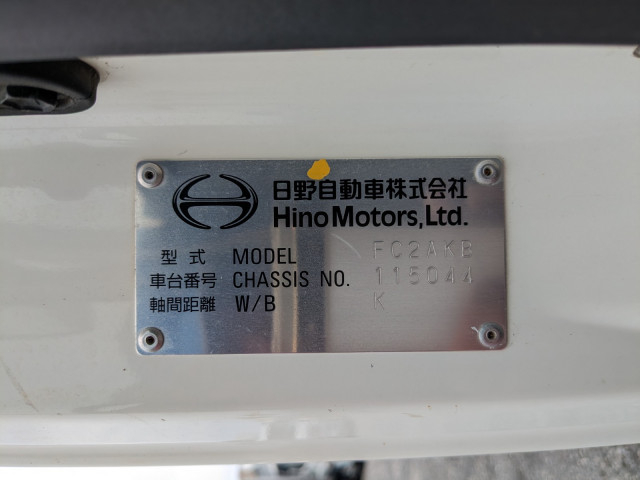 日野自動車株式会社
Hino Motors, Ltd.
型式 MODEL FC2AKB
車台番号 CHASSIS NO. 115044
軸間距離 W/B K